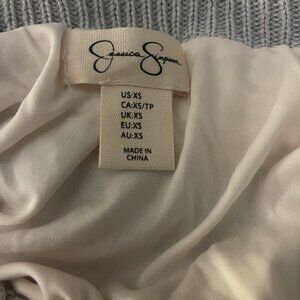 Jessica Simpson
US:XS
CA:XS/TP
UK:XS
EU:XS
AU:XS
MADE IN
CHINA